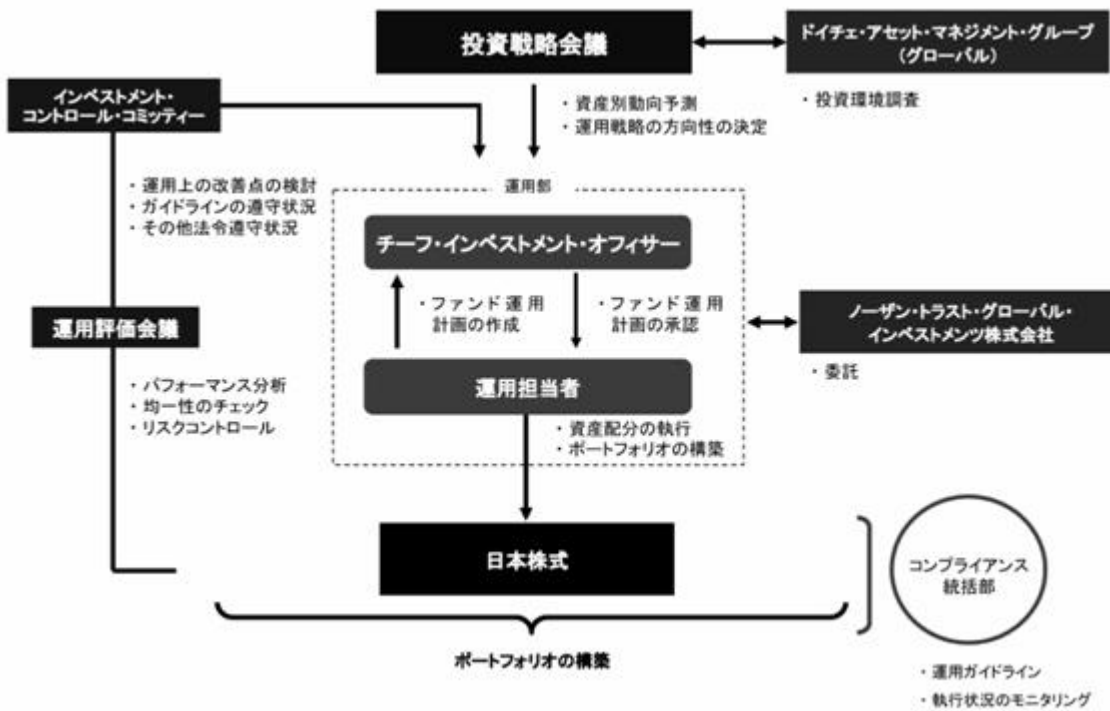 投資戦略会議
ドイチェ・アセット・マネジメント・グループ
(グローバル)
・投資環境調査
インベストメント・
コントロール・コミッティー
・資産別動向予測
・運用戦略の方向性の決定
・運用上の改善点の検討
・ガイドラインの遵守状況
・その他法令遵守状況
運用部
チーフ・インベストメント・オフィサー
・ファンド運用
計画の作成
・ファンド運用
計画の承認
ノーザン・トラスト・グローバル・
インベストメンツ株式会社
・委託
運用評価会議
・パフォーマンス分析
・均一性のチェック
・リスクコントロール
運用担当者
・資産配分の執行
・ポートフォリオの構築
日本株式
コンプライアンス
統括部
ポートフォリオの構築
・運用ガイドライン
・執行状況のモニタリング